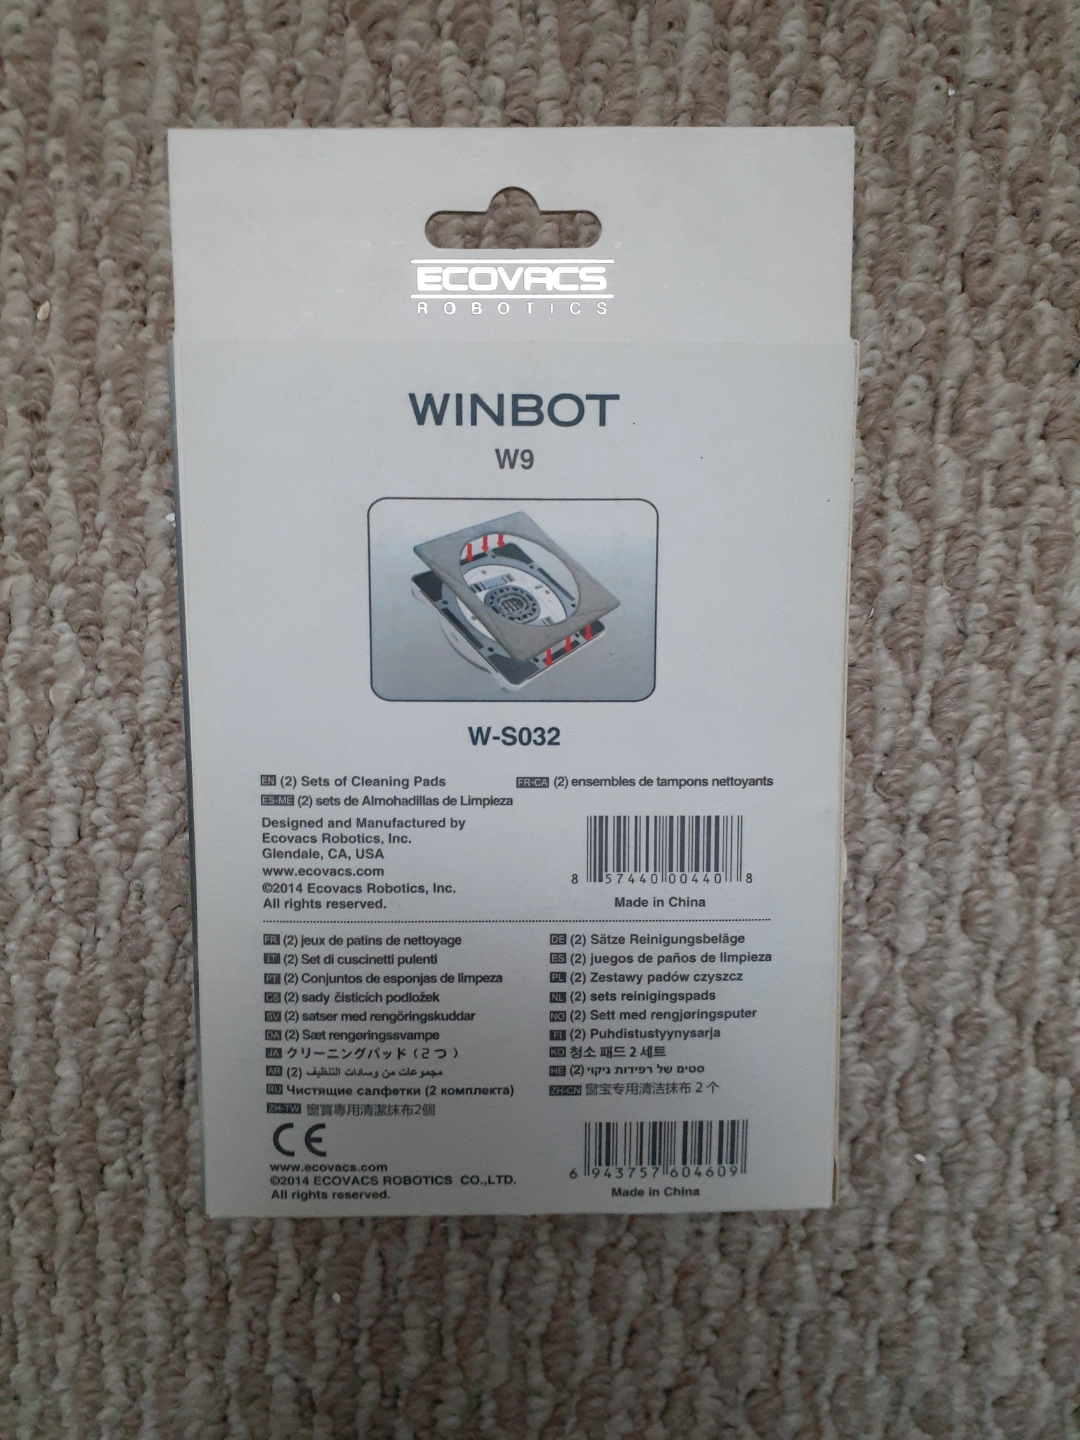 ECOVACS
ROBOTICS
WINBOT
W9
W-S032
EN (2) Sets of Cleaning Pads
FR-CA (2) ensembles de tampons nettoyants
ES-ME (2) sets de Almohadillas de Limpieza
Designed and Manufactured by
Ecovacs Robotics, Inc.
Glendale, CA, USA
www.ecovacs.com
©2014 Ecovacs Robotics, Inc.
All rights reserved.
8 57440 00440 8
Made in China
FR (2) jeux de patins de nettoyage
IT (2) Set di cuscinetti pulenti
PT (2) Conjuntos de esponjas de limpeza
CS (2) sady čisticích podložek
SV (2) satser med rengöringskuddar
DA (2) Sæt rengøringssvampe
JA クリーニングパッド（2 つ ）
AR (2) مجموعات من وسادات التنظيف
RU Чистящие салфетки (2 комплекта)
ZH-TW 窗寶專用清潔抹布2個
DE (2) Sätze Reinigungsbeläge
ES (2) juegos de paños de limpieza
PL (2) Zestawy padów czyszcz
NL (2) sets reinigingspads
NO (2) Sett med rengjøringsputer
FI (2) Puhdistustyynysarja
KO 청소 패드 2 세트
HE (2) סטים של רפידות ניקוי
ZH-CN 窗宝专用清洁抹布 2 个
CE
www.ecovacs.com
©2014 ECOVACS ROBOTICS CO.,LTD.
All rights reserved.
6 943757 604609
Made in China